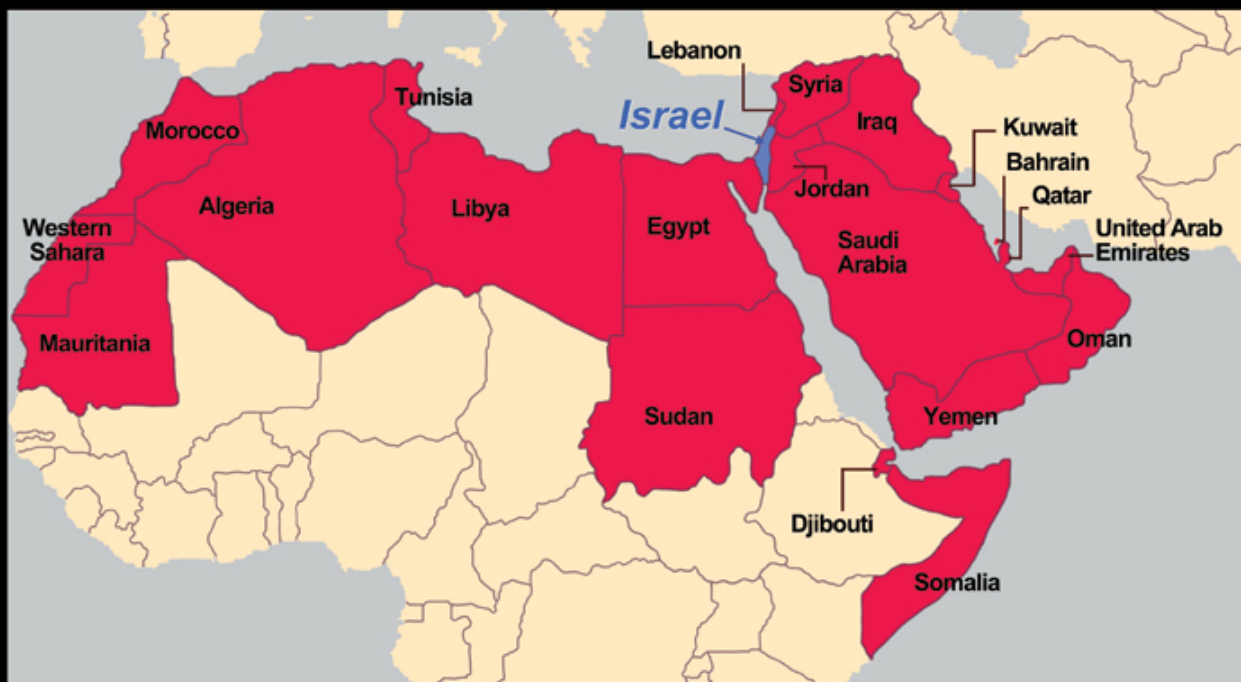 Lebanon
Syria
Tunisia
Israel
Iraq
Kuwait
Morocco
Bahrain
Jordan
Qatar
Algeria
Libya
Egypt
Western
Sahara
Saudi
Arabia
United Arab
Emirates
Mauritania
Oman
Sudan
Yemen
Djibouti
Somalia